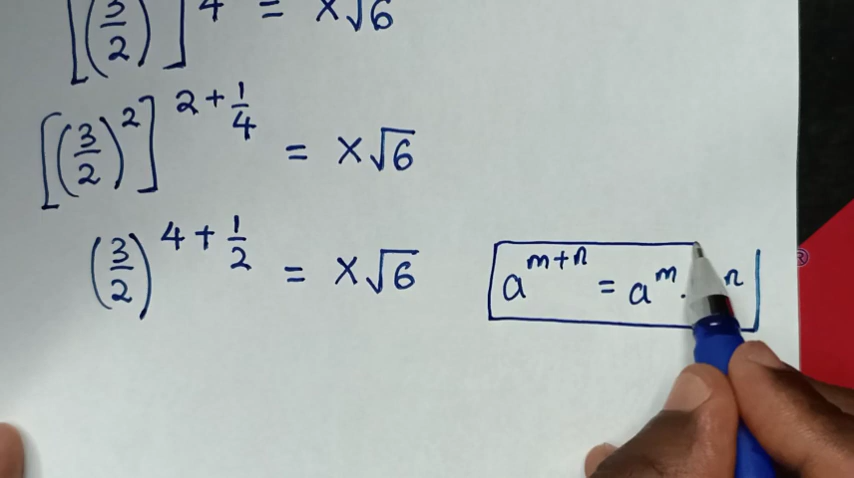 [(3/2) ]^4 = x√6
[(3/2)^2]^(2+1/4) = x√6
(3/2)^(4+1/2) = x√6
a^(m+n) = a^m · ^n
®